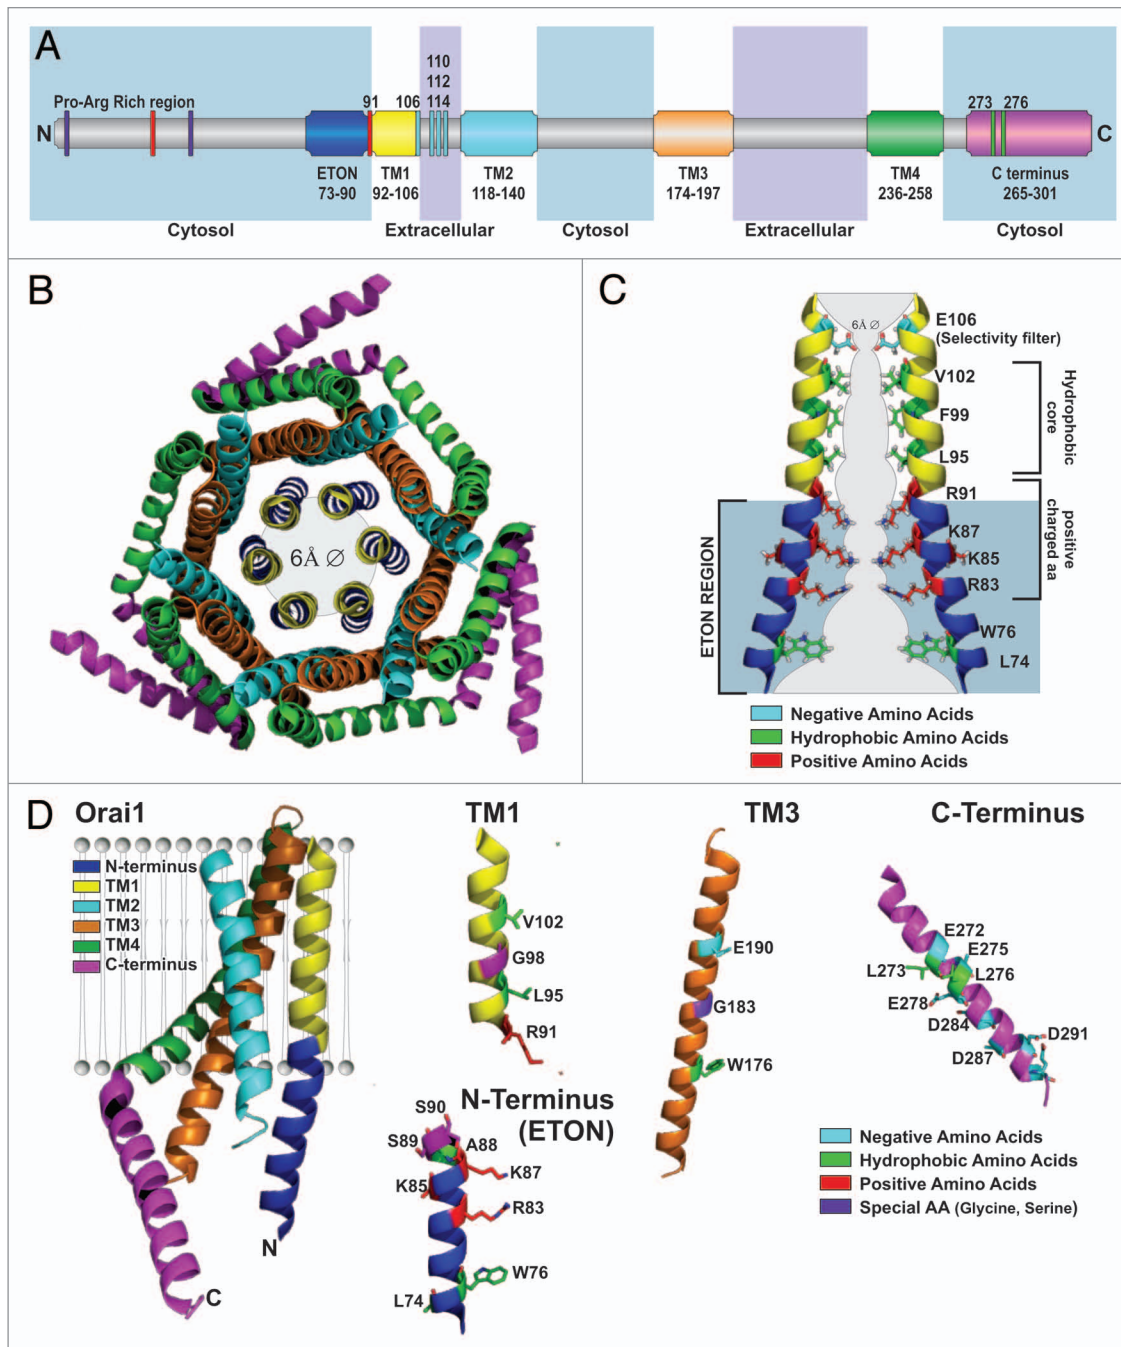 A
Pro-Arg Rich region
91
106
110
112
114
273
276
N
C
ETON
73-90
TM1
92-106
TM2
118-140
TM3
174-197
TM4
236-258
C terminus
265-301
Cytosol
Extracellular
Cytosol
Extracellular
Cytosol
B
6Å ∅
C
6Å ∅
E106
(Selectivity filter)
V102
F99
L95
R91
K87
K85
R83
W76
L74
Hydrophobic
core
positive
charged aa
ETON REGION
Negative Amino Acids
Hydrophobic Amino Acids
Positive Amino Acids
D
Orai1
N-terminus
TM1
TM2
TM3
TM4
C-terminus
N
C
TM1
V102
G98
L95
R91
N-Terminus
(ETON)
S90
S89
A88
K87
K85
R83
W76
L74
TM3
E190
G183
W176
C-Terminus
E272
E275
L273
L276
E278
D284
D291
D287
Negative Amino Acids
Hydrophobic Amino Acids
Positive Amino Acids
Special AA (Glycine, Serine)